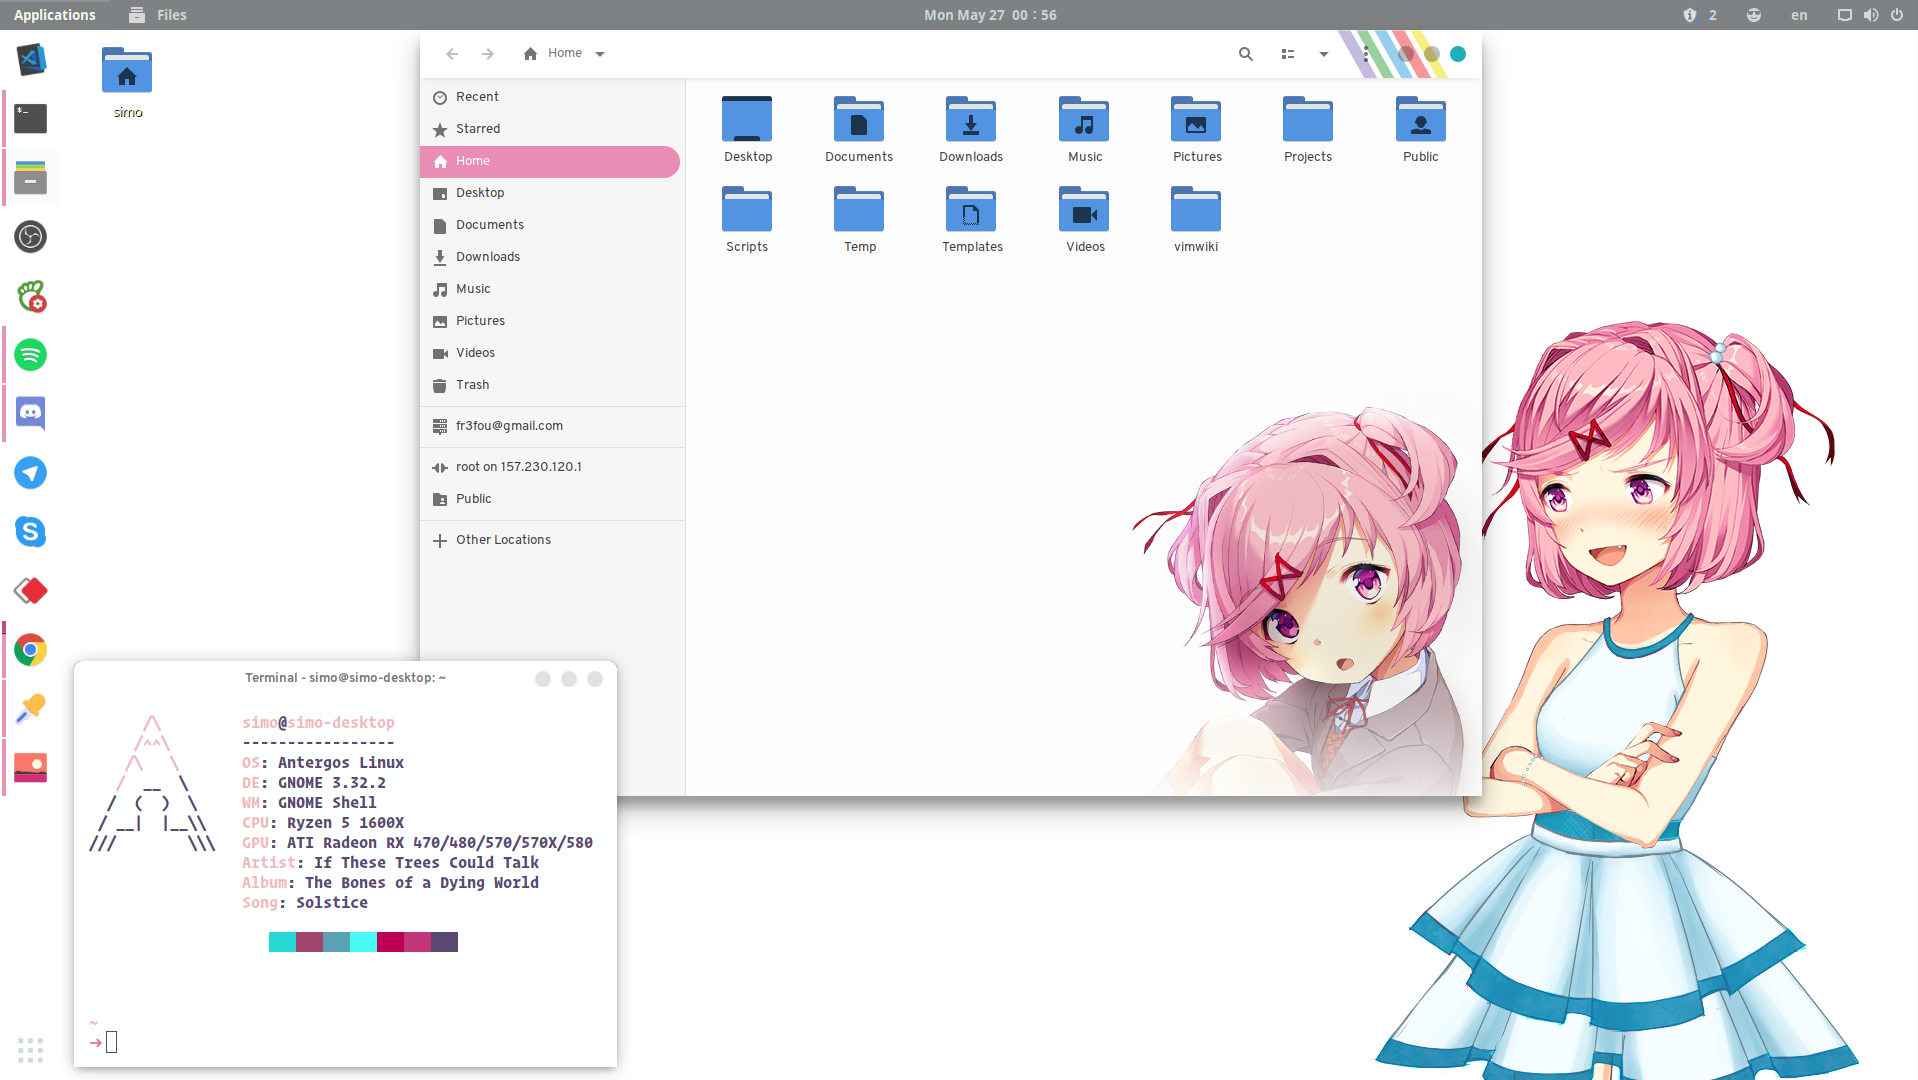 Applications Files Mon May 27 00 : 56 2 en
simo
Home
Recent
Starred
Home
Desktop
Documents
Downloads
Music
Pictures
Videos
Trash
fr3fou@gmail.com
root on 157.230.120.1
Public
Other Locations
Desktop Documents Downloads Music Pictures Projects Public
Scripts Temp Templates Videos vimwiki
Terminal - simo@simo-desktop: ~
simo@simo-desktop
-----------------
OS: Antergos Linux
DE: GNOME 3.32.2
WM: GNOME Shell
CPU: Ryzen 5 1600X
GPU: ATI Radeon RX 470/480/570/570X/580
Artist: If These Trees Could Talk
Album: The Bones of a Dying World
Song: Solstice
~
→